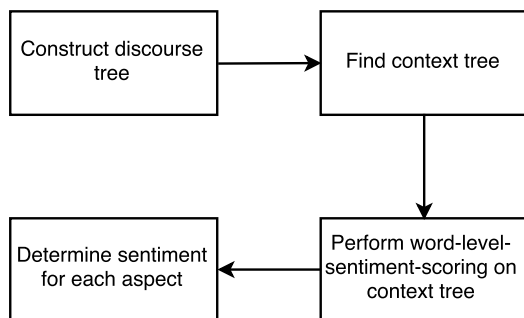 Construct discourse
tree
Find context tree
Determine sentiment
for each aspect
Perform word-level-
sentiment-scoring on
context tree